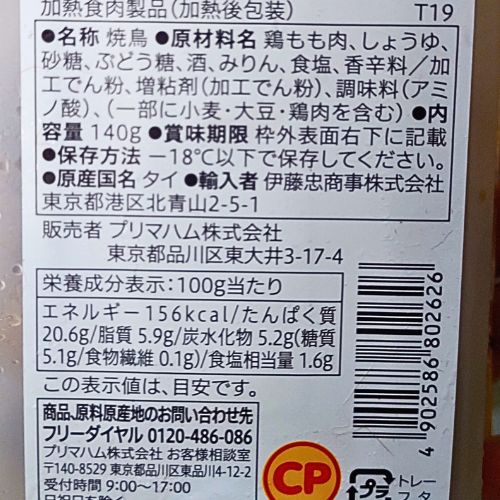 加熱食肉製品(加熱後包装) T19
●名称 焼鳥 ●原材料名 鶏もも肉、しょうゆ、
砂糖、ぶどう糖、酒、みりん、食塩、香辛料／加
工でん粉、増粘剤(加工でん粉)、調味料(アミ
ノ酸)、(一部に小麦・大豆・鶏肉を含む) ●内
容量 140g ●賞味期限 枠外表面右下に記載
●保存方法 －18℃以下で保存してください。
●原産国名 タイ ●輸入者 伊藤忠商事株式会社
東京都港区北青山2-5-1
販売者 プリマハム株式会社
東京都品川区東大井3-17-4
栄養成分表示:100g当たり
エネルギー156kcal/たんぱく質
20.6g/脂質 5.9g/炭水化物 5.2g(糖質
5.1g/食物繊維 0.1g)/食塩相当量 1.6g
この表示値は、目安です。
商品、原料原産地のお問い合わせ先
フリーダイヤル 0120-486-086
プリマハム株式会社 お客様相談室
〒140-8529 東京都品川区東品川4-12-2
受付時間 9:00〜17:00
日祝日を除く
4 902586 802626
CP
プラ
トレー